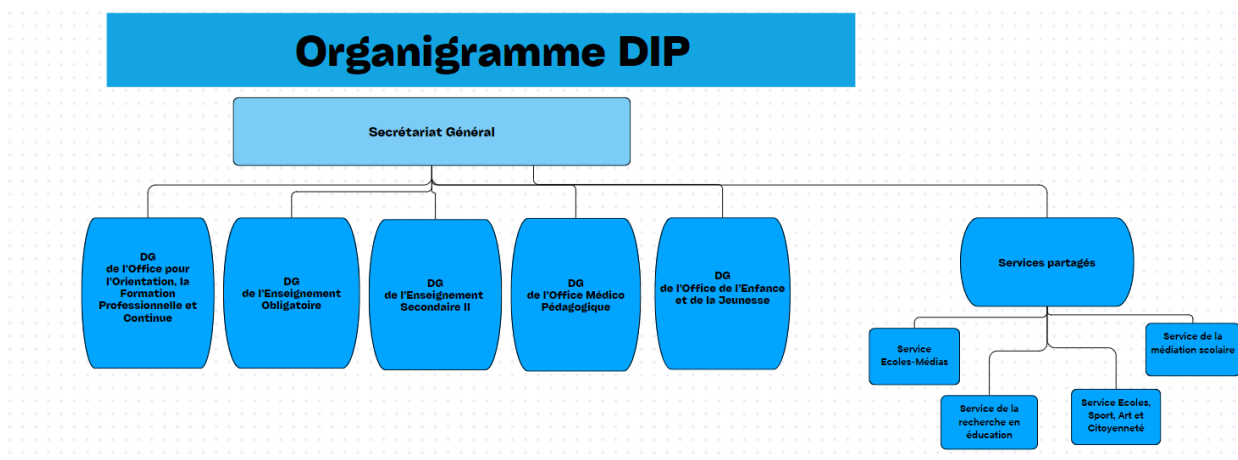 Organigramme DIP
Secrétariat Général
DG
de l'Office pour
l'Orientation, la
Formation
Professionnelle et
Continue
DG
de l'Enseignement
Obligatoire
DG
de l'Enseignement
Secondaire II
DG
de l'Office Médico
Pédagogique
DG
de l'Office de l'Enfance
et de la Jeunesse
Services partagés
Service
Ecoles-Médias
Service de la
recherche en
éducation
Service Ecoles,
Sport, Art et
Citoyenneté
Service de la
médiation scolaire